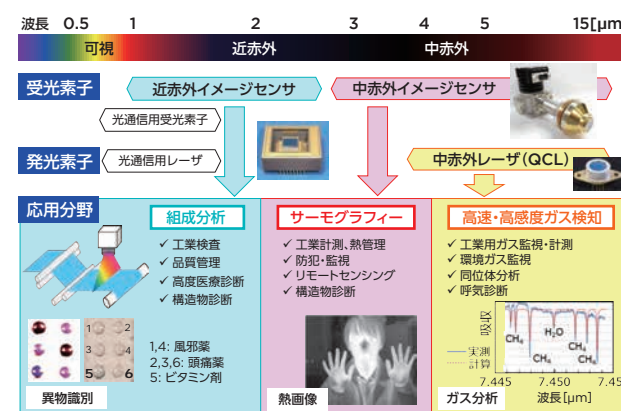 波長 0.5 1 2 3 4 5 15[μm
可視 近赤外 中赤外
受光素子
近赤外イメージセンサ
中赤外イメージセンサ
光通信用受光素子
発光素子
光通信用レーザ
中赤外レーザ(QCL)
応用分野
組成分析
✓ 工業検査
✓ 品質管理
✓ 高度医療診断
✓ 構造物診断
1 2
3 4
5 6
1,4: 風邪薬
2,3,6: 頭痛薬
5: ビタミン剤
異物識別
サーモグラフィー
✓ 工業計測、熱管理
✓ 防犯・監視
✓ リモートセンシング
✓ 構造物診断
熱画像
高速・高感度ガス検知
✓ 工業用ガス監視・計測
✓ 環境ガス監視
✓ 同位体分析
✓ 呼気診断
吸収
H₂O
CH₄
CH₄
CH₄
CH₄
実測
計算
7.445 7.450 7.45
波長[μm]
ガス分析